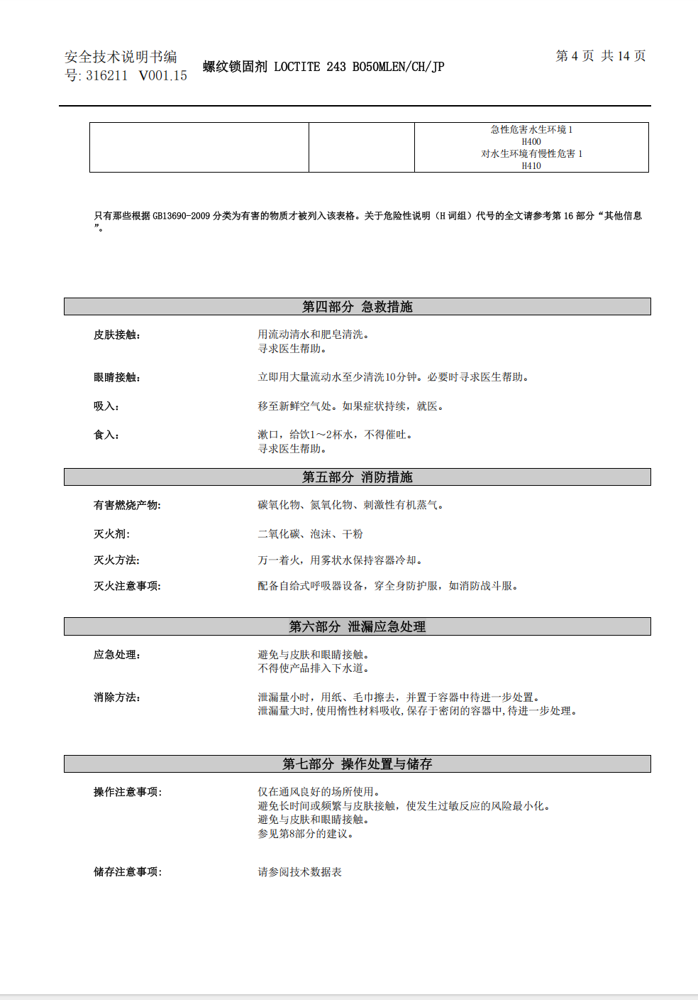 安全技术说明书编
号: 316211 V001.15
螺纹锁固剂 LOCTITE 243 BO50MLEN/CH/JP
第 4 页 共 14 页
急性危害水生环境 1
H400
对水生环境有慢性危害 1
H410
只有那些根据 GB13690-2009 分类为有害的物质才被列入该表格。关于危险性说明（H 词组）代号的全文请参考第 16 部分“其他信息
”。
第四部分 急救措施
皮肤接触： 用流动清水和肥皂清洗。
寻求医生帮助。
眼睛接触： 立即用大量流动水至少清洗10分钟。必要时寻求医生帮助。
吸入： 移至新鲜空气处。如果症状持续，就医。
食入： 漱口，给饮1～2杯水，不得催吐。
寻求医生帮助。
第五部分 消防措施
有害燃烧产物: 碳氧化物、氮氧化物、刺激性有机蒸气。
灭火剂: 二氧化碳、泡沫、干粉
灭火方法: 万一着火，用雾状水保持容器冷却。
灭火注意事项: 配备自给式呼吸器设备，穿全身防护服，如消防战斗服。
第六部分 泄漏应急处理
应急处理： 避免与皮肤和眼睛接触。
不得使产品排入下水道。
消除方法： 泄漏量小时，用纸、毛巾擦去，并置于容器中待进一步处置。
泄漏量大时,使用惰性材料吸收,保存于密闭的容器中,待进一步处理。
第七部分 操作处置与储存
操作注意事项: 仅在通风良好的场所使用。
避免长时间或频繁与皮肤接触，使发生过敏反应的风险最小化。
避免与皮肤和眼睛接触。
参见第8部分的建议。
储存注意事项: 请参阅技术数据表